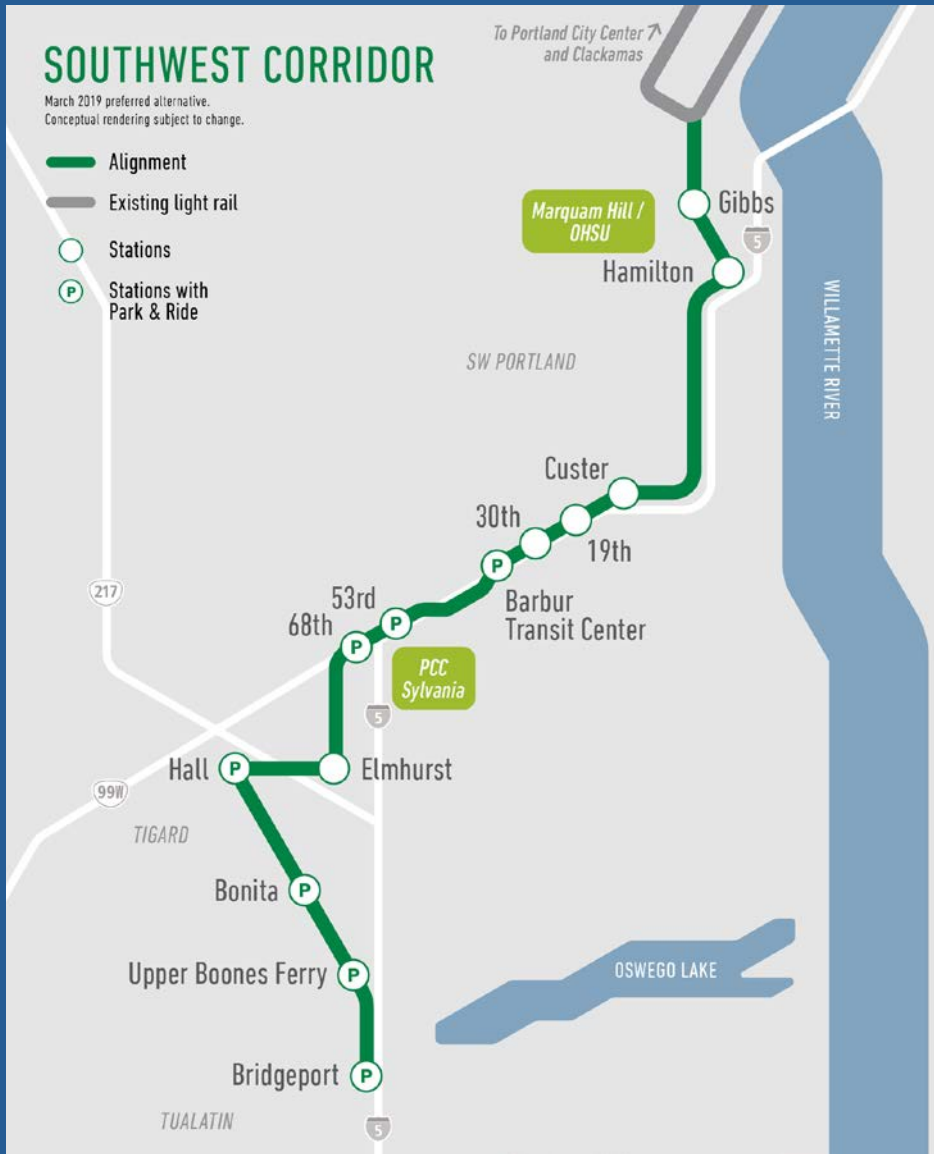 SOUTHWEST CORRIDOR
March 2019 preferred alternative.
Conceptual rendering subject to change.
Alignment
Existing light rail
Stations
P
Stations with
Park & Ride
To Portland City Center
and Clackamas
Gibbs
Marquam Hill /
OHSU
5
Hamilton
WILLAMETTE RIVER
SW PORTLAND
Custer
30th
19th
P
Barbur
Transit Center
53rd
P
68th
P
217
PCC
Sylvania
5
Hall
P
Elmhurst
99W
TIGARD
Bonita
P
Upper Boones Ferry
P
OSWEGO LAKE
Bridgeport
P
TUALATIN
5